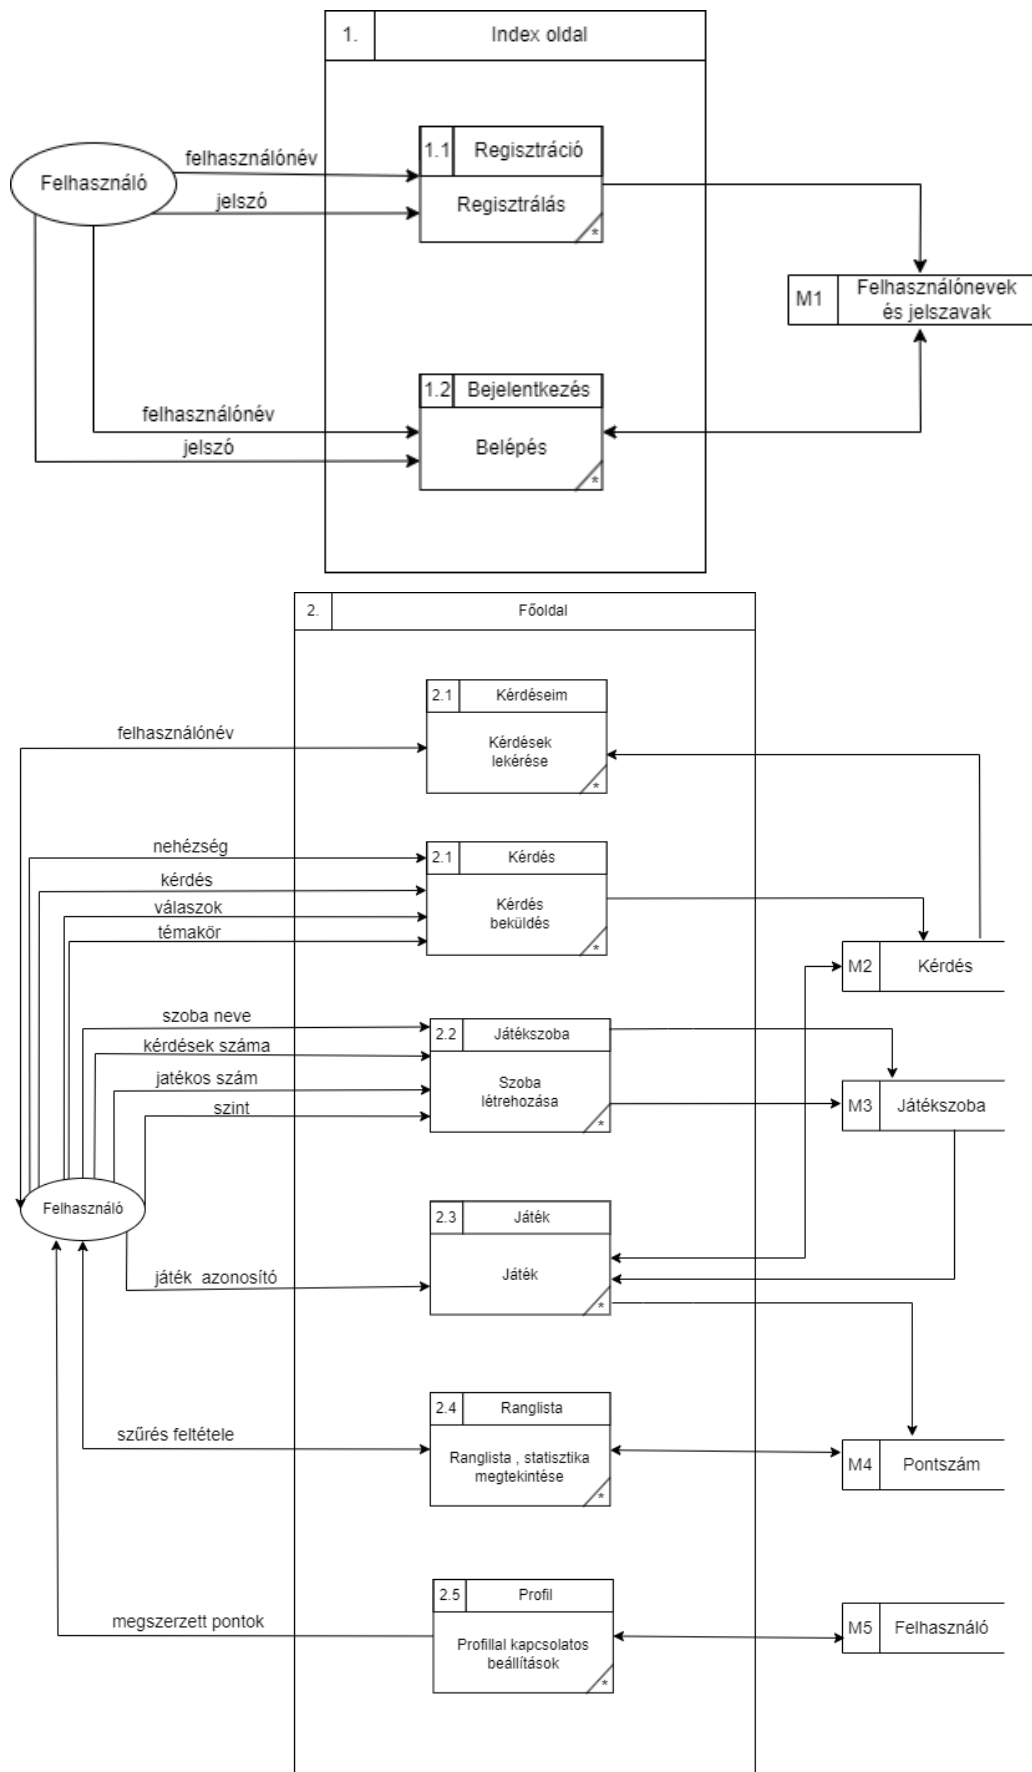 1.
Index oldal
felhasználónév
1.1
Regisztráció
Felhasználó
jelszó
Regisztrálás
*
M1
Felhasználónevek
és jelszavak
1.2
Bejelentkezés
felhasználónév
jelszó
Belépés
*
2.
Főoldal
2.1
Kérdéseim
felhasználónév
Kérdések
lekérése
*
nehézség
2.1
Kérdés
kérdés
válaszok
Kérdés
beküldés
témakör
*
M2
Kérdés
szoba neve
2.2
Játékszoba
kérdések száma
jatékos szám
Szoba
létrehozása
szint
*
M3
Játékszoba
Felhasználó
2.3
Játék
játék azonosító
Játék
*
2.4
Ranglista
szűrés feltétele
Ranglista , statisztika
megtekintése
*
M4
Pontszám
2.5
Profil
megszerzett pontok
Profillal kapcsolatos
beállítások
*
M5
Felhasználó